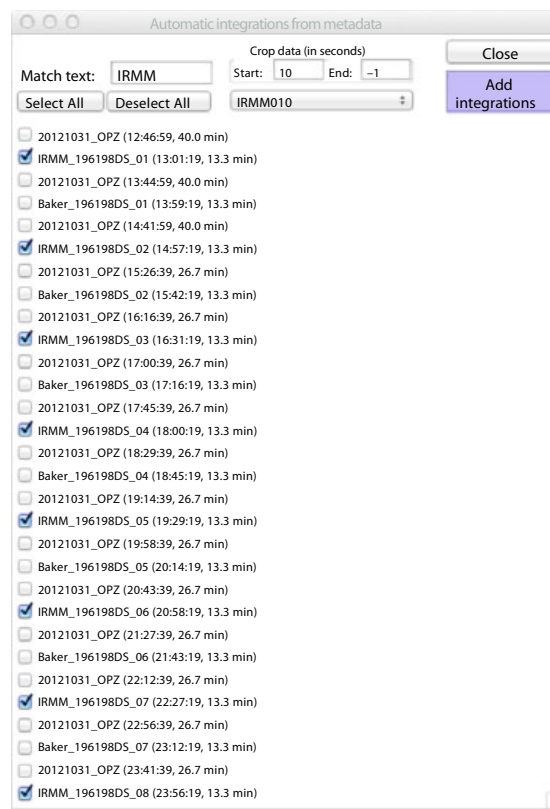 Automatic integrations from metadata
Crop data (in seconds)
Match text: IRMM Start: 10 End: −1
Close
Select All Deselect All IRMM010
Add
integrations
20121031_OPZ (12:46:59, 40.0 min)
IRMM_196198DS_01 (13:01:19, 13.3 min)
20121031_OPZ (13:44:59, 40.0 min)
Baker_196198DS_01 (13:59:19, 13.3 min)
20121031_OPZ (14:41:59, 40.0 min)
IRMM_196198DS_02 (14:57:19, 13.3 min)
20121031_OPZ (15:26:39, 26.7 min)
Baker_196198DS_02 (15:42:19, 13.3 min)
20121031_OPZ (16:16:39, 26.7 min)
IRMM_196198DS_03 (16:31:19, 13.3 min)
20121031_OPZ (17:00:39, 26.7 min)
Baker_196198DS_03 (17:16:19, 13.3 min)
20121031_OPZ (17:45:39, 26.7 min)
IRMM_196198DS_04 (18:00:19, 13.3 min)
20121031_OPZ (18:29:39, 26.7 min)
Baker_196198DS_04 (18:45:19, 13.3 min)
20121031_OPZ (19:14:39, 26.7 min)
IRMM_196198DS_05 (19:29:19, 13.3 min)
20121031_OPZ (19:58:39, 26.7 min)
Baker_196198DS_05 (20:14:19, 13.3 min)
20121031_OPZ (20:43:39, 26.7 min)
IRMM_196198DS_06 (20:58:19, 13.3 min)
20121031_OPZ (21:27:39, 26.7 min)
Baker_196198DS_06 (21:43:19, 13.3 min)
20121031_OPZ (22:12:39, 26.7 min)
IRMM_196198DS_07 (22:27:19, 13.3 min)
20121031_OPZ (22:56:39, 26.7 min)
Baker_196198DS_07 (23:12:19, 13.3 min)
20121031_OPZ (23:41:39, 26.7 min)
IRMM_196198DS_08 (23:56:19, 13.3 min)